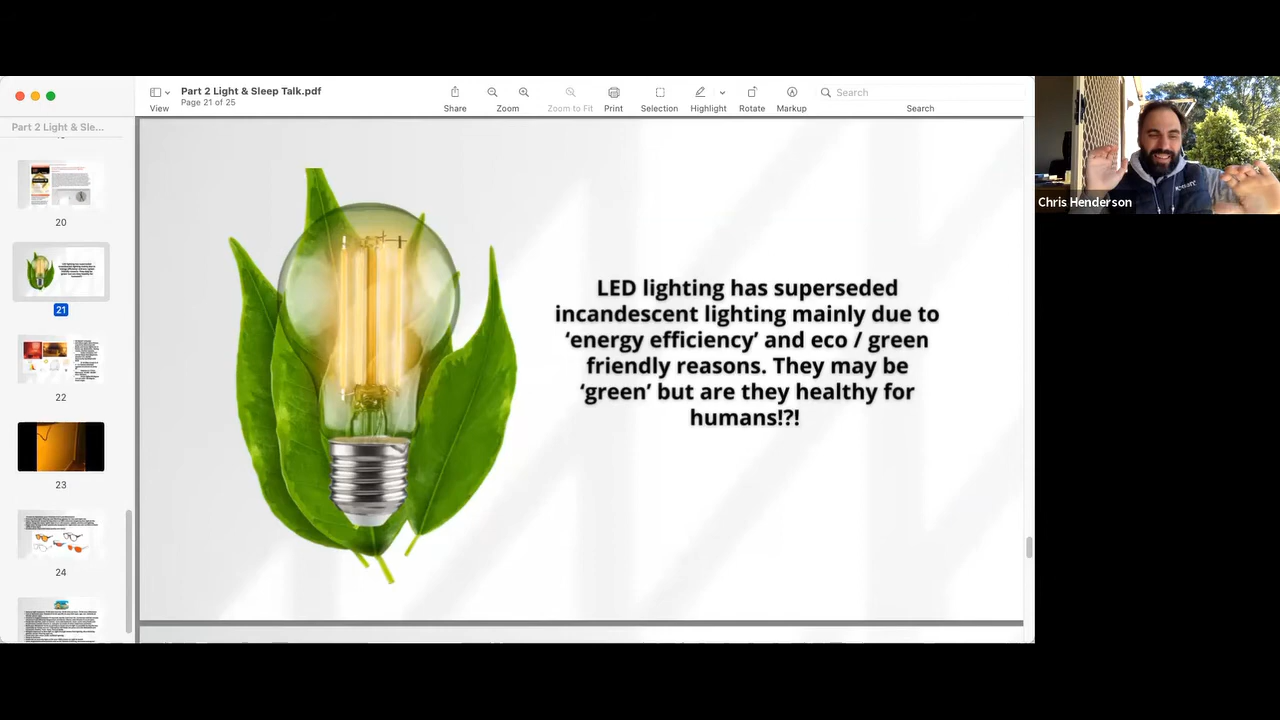 Part 2 Light & Sleep Talk.pdf
Page 21 of 25
View
Share
Zoom
Zoom to Fit
Print
Selection
Highlight
Rotate
Markup
Search
Search
Part 2 Light & Sle...
20
21
22
23
24
LED lighting has superseded
incandescent lighting mainly due to
‘energy efficiency’ and eco / green
friendly reasons. They may be
‘green’ but are they healthy for
humans!?!
Chris Henderson